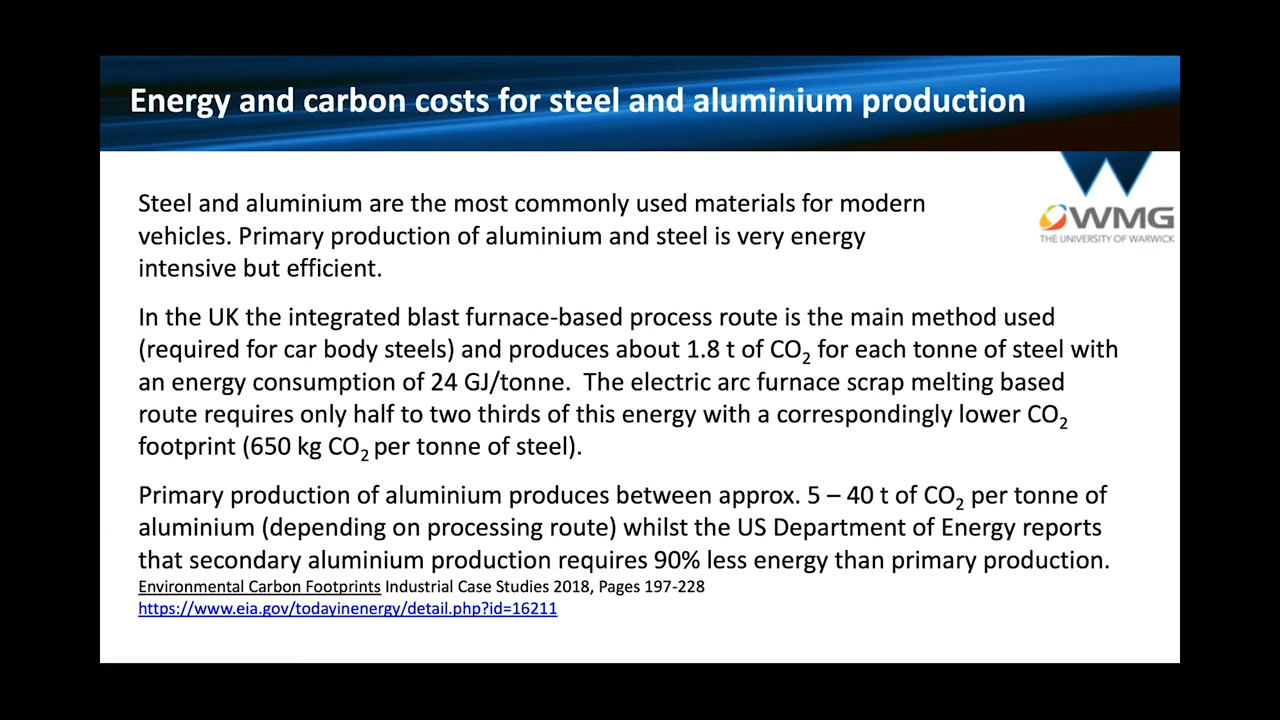 Energy and carbon costs for steel and aluminium production
WMG
THE UNIVERSITY OF WARWICK
Steel and aluminium are the most commonly used materials for modern
vehicles. Primary production of aluminium and steel is very energy
intensive but efficient.
In the UK the integrated blast furnace-based process route is the main method used
(required for car body steels) and produces about 1.8 t of CO₂ for each tonne of steel with
an energy consumption of 24 GJ/tonne. The electric arc furnace scrap melting based
route requires only half to two thirds of this energy with a correspondingly lower CO₂
footprint (650 kg CO₂ per tonne of steel).
Primary production of aluminium produces between approx. 5 – 40 t of CO₂ per tonne of
aluminium (depending on processing route) whilst the US Department of Energy reports
that secondary aluminium production requires 90% less energy than primary production.
Environmental Carbon Footprints Industrial Case Studies 2018, Pages 197-228
https://www.eia.gov/todayinenergy/detail.php?id=16211